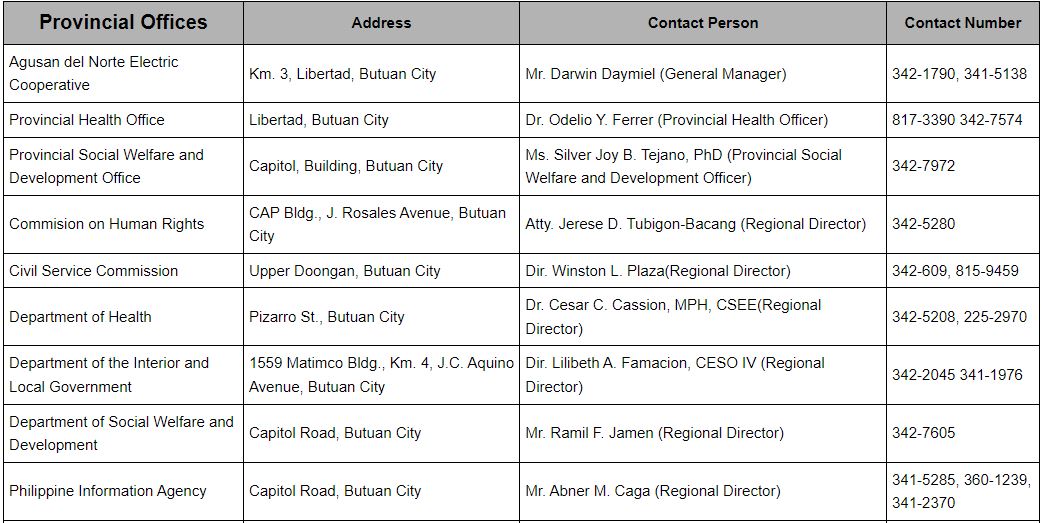 Provincial Offices
Address
Contact Person
Contact Number
Agusan del Norte Electric
Cooperative
Km. 3, Libertad, Butuan City
Mr. Darwin Daymiel (General Manager)
342-1790, 341-5138
Provincial Health Office
Libertad, Butuan City
Dr. Odelio Y. Ferrer (Provincial Health Officer)
817-3390 342-7574
Provincial Social Welfare and
Development Office
Capitol, Building, Butuan City
Ms. Silver Joy B. Tejano, PhD (Provincial Social
Welfare and Development Officer)
342-7972
Commision on Human Rights
CAP Bldg., J. Rosales Avenue, Butuan
City
Atty. Jerese D. Tubigon-Bacang (Regional Director)
342-5280
Civil Service Commission
Upper Doongan, Butuan City
Dir. Winston L. Plaza(Regional Director)
342-609, 815-9459
Department of Health
Pizarro St., Butuan City
Dr. Cesar C. Cassion, MPH, CSEE(Regional
Director)
342-5208, 225-2970
Department of the Interior and
Local Government
1559 Matimco Bldg., Km. 4, J.C. Aquino
Avenue, Butuan City
Dir. Lilibeth A. Famacion, CESO IV (Regional
Director)
342-2045 341-1976
Department of Social Welfare and
Development
Capitol Road, Butuan City
Mr. Ramil F. Jamen (Regional Director)
342-7605
Philippine Information Agency
Capitol Road, Butuan City
Mr. Abner M. Caga (Regional Director)
341-5285, 360-1239,
341-2370